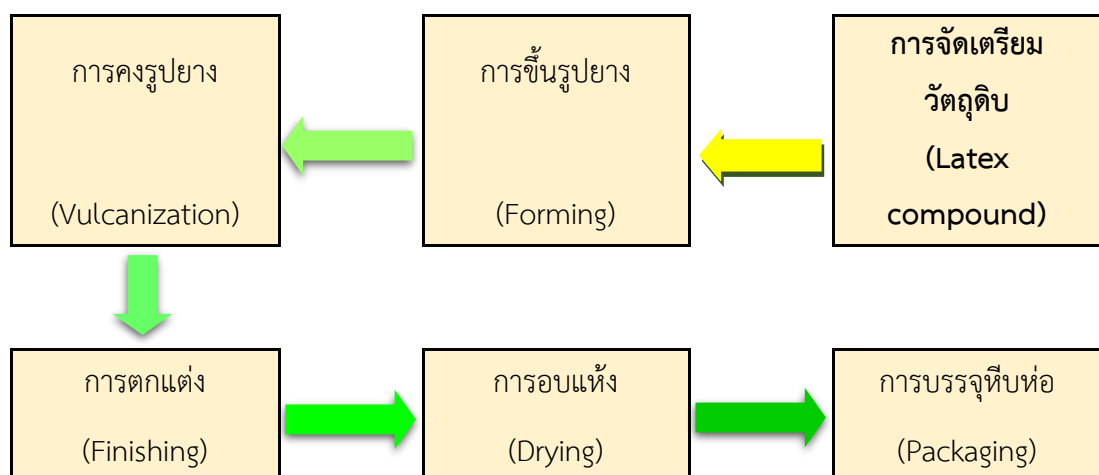 การคงรูปยาง
(Vulcanization)
การขึ้นรูปยาง
(Forming)
การจัดเตรียม
วัตถุดิบ
(Latex
compound)
การตกแต่ง
(Finishing)
การอบแห้ง
(Drying)
การบรรจุหีบห่อ
(Packaging)